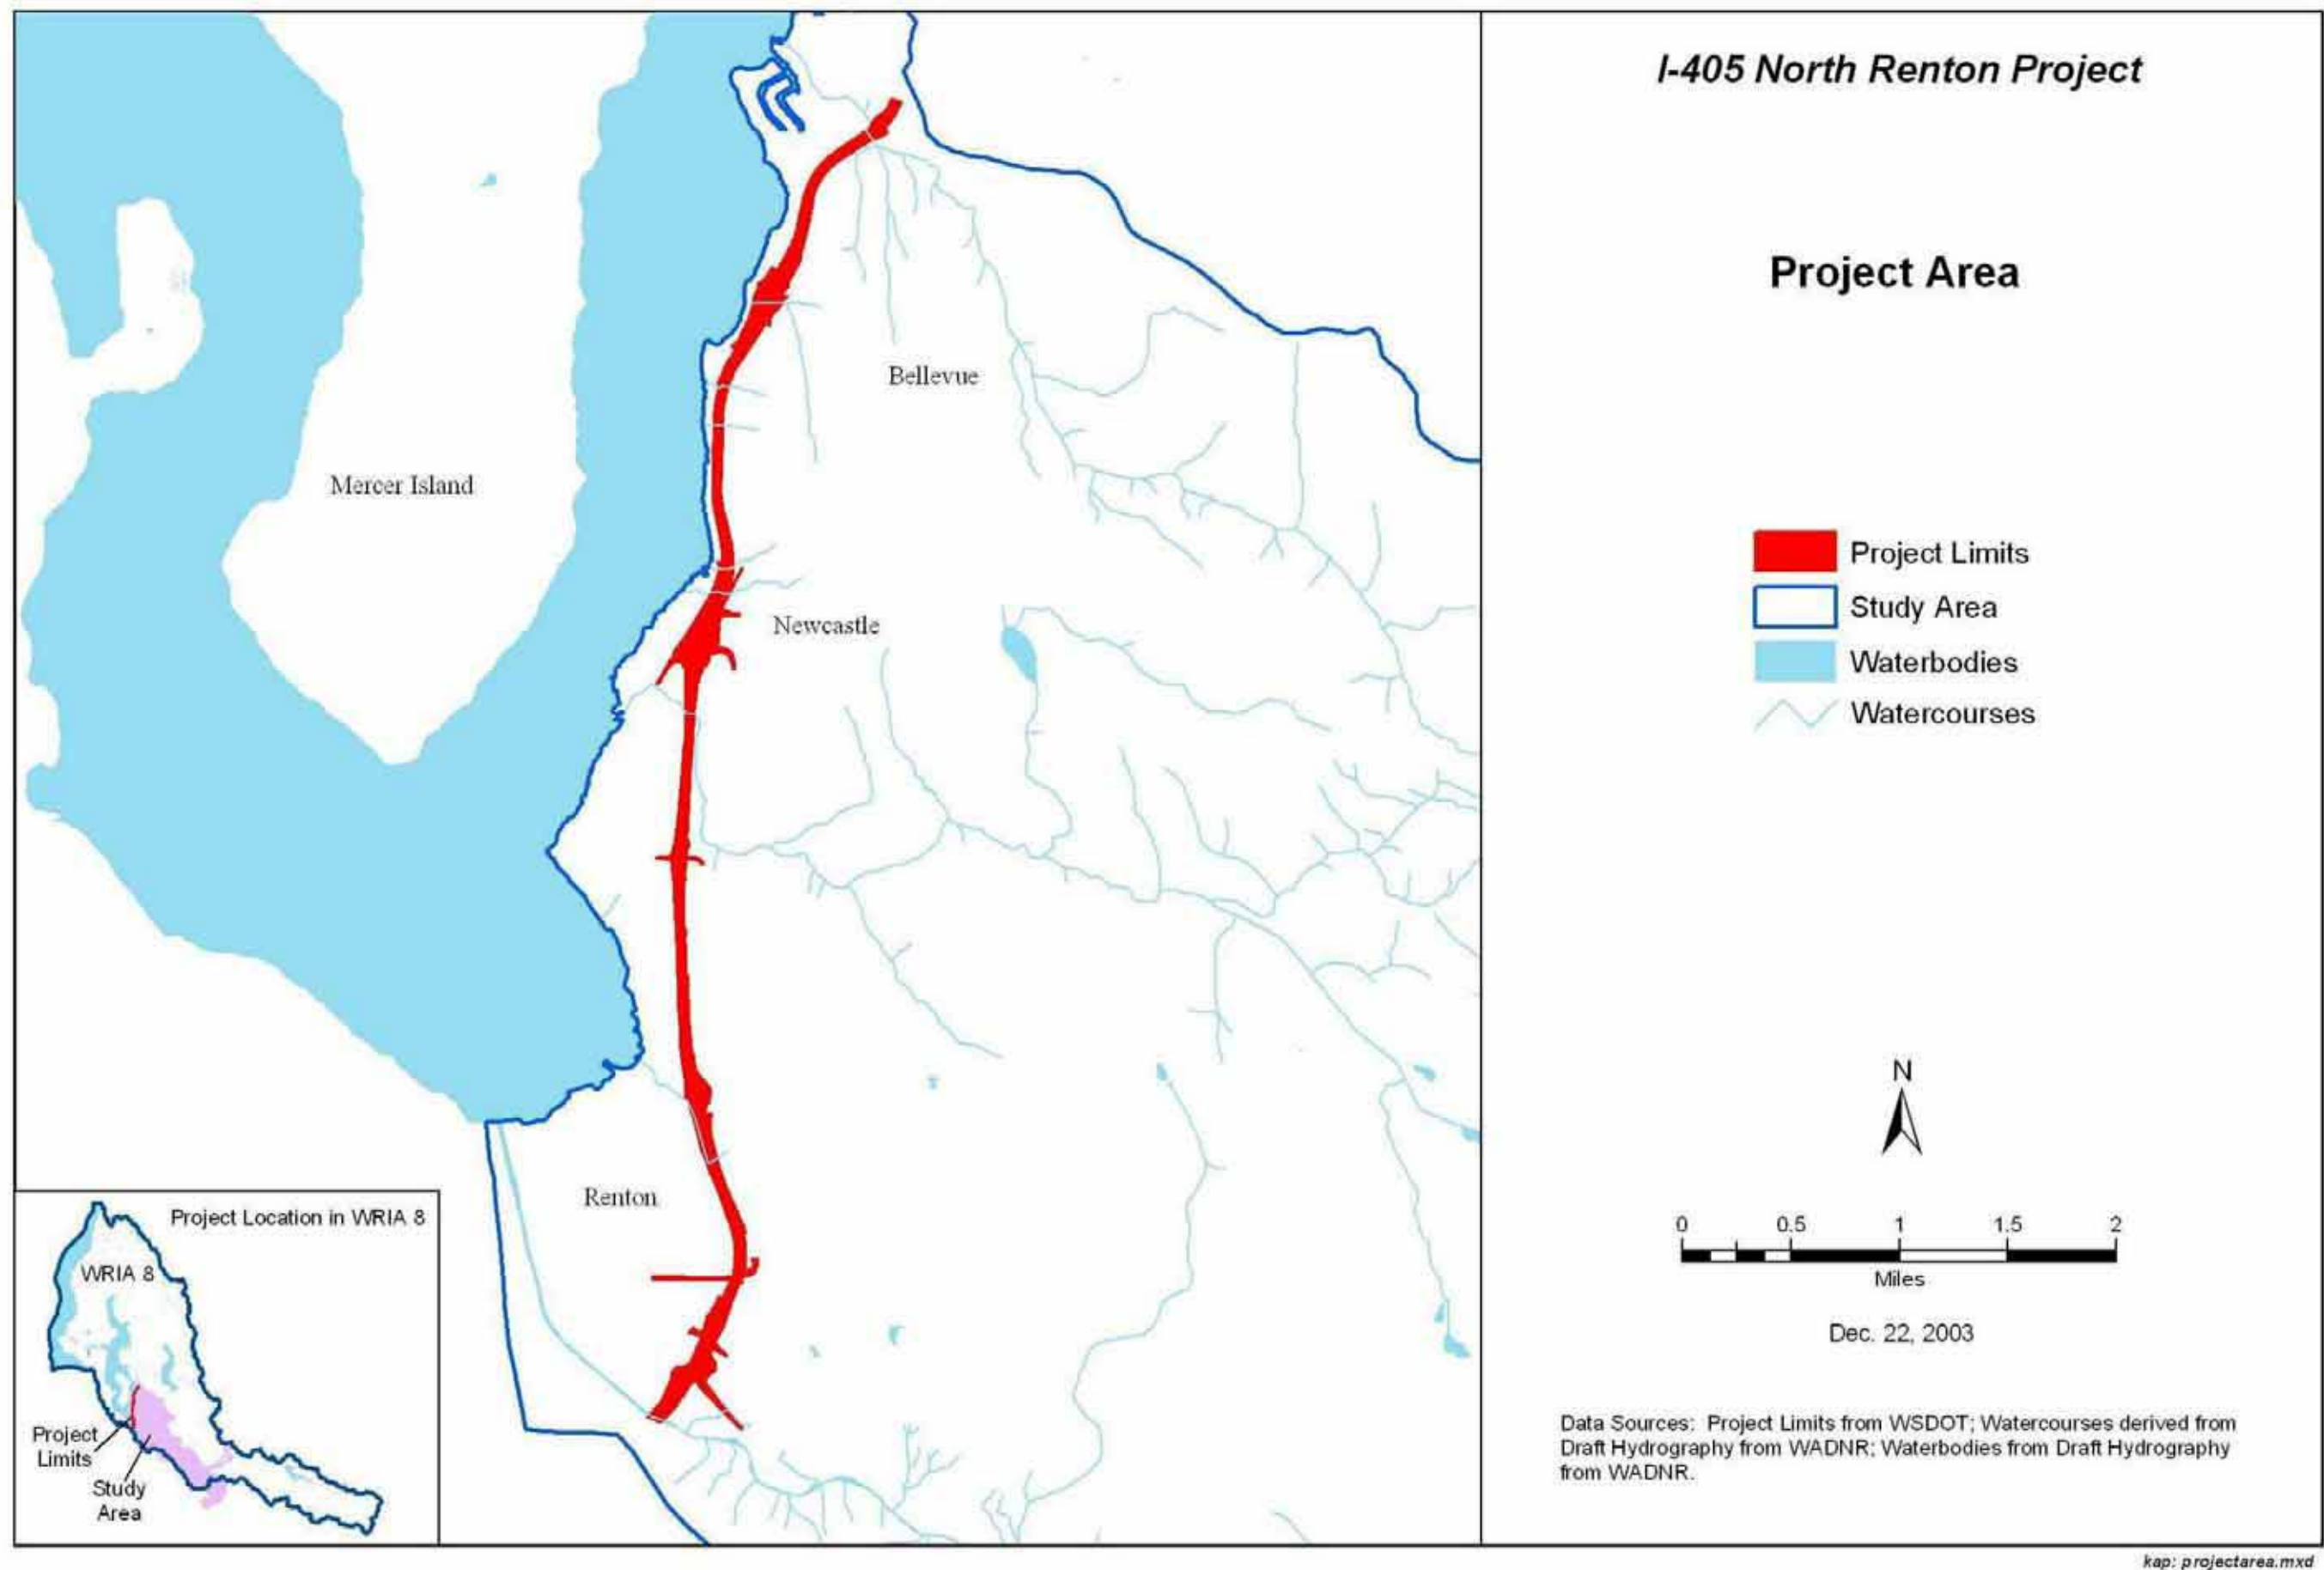 I-405 North Renton Project
Project Area
Project Limits
Study Area
Waterbodies
Watercourses
N
0 0.5 1 1.5 2
Miles
Dec. 22, 2003
Data Sources: Project Limits from WSDOT; Watercourses derived from
Draft Hydrography from WADNR; Waterbodies from Draft Hydrography
from WADNR.
Bellevue
Mercer Island
Newcastle
Renton
Project Location in WRIA 8
WRIA 8
Project
Limits
Study
Area
kap: projectarea.mxd